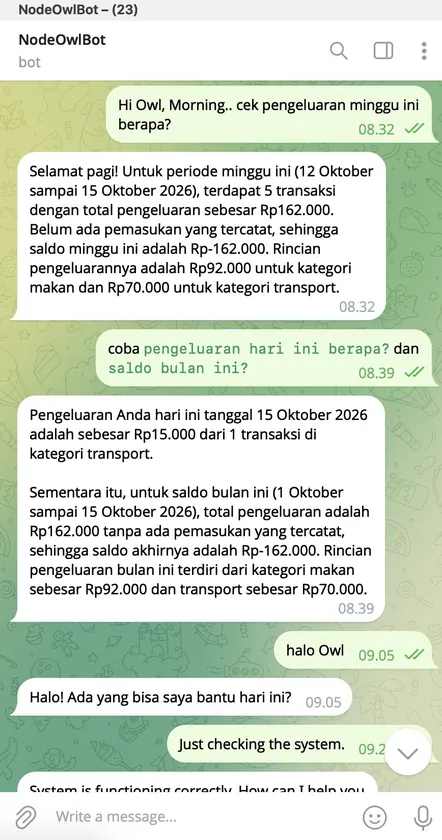 NodeOwlBot – (23)
NodeOwlBot
bot
Hi Owl, Morning.. cek pengeluaran minggu ini
berapa?
08.32
Selamat pagi! Untuk periode minggu ini (12 Oktober
sampai 15 Oktober 2026), terdapat 5 transaksi
dengan total pengeluaran sebesar Rp162.000.
Belum ada pemasukan yang tercatat, sehingga
saldo minggu ini adalah Rp-162.000. Rincian
pengeluarannya adalah Rp92.000 untuk kategori
makan dan Rp70.000 untuk kategori transport.
08.32
coba pengeluaran hari ini berapa? dan
saldo bulan ini?
08.39
Pengeluaran Anda hari ini tanggal 15 Oktober 2026
adalah sebesar Rp15.000 dari 1 transaksi di
kategori transport.
Sementara itu, untuk saldo bulan ini (1 Oktober
sampai 15 Oktober 2026), total pengeluaran adalah
Rp162.000 tanpa ada pemasukan yang tercatat,
sehingga saldo akhirnya adalah Rp-162.000. Rincian
pengeluaran bulan ini terdiri dari kategori makan
sebesar Rp92.000 dan transport sebesar Rp70.000.
08.39
halo Owl
09.05
Halo! Ada yang bisa saya bantu hari ini?
09.05
Just checking the system.
09.2
System is functioning correctly. How can I help you
Write a message...